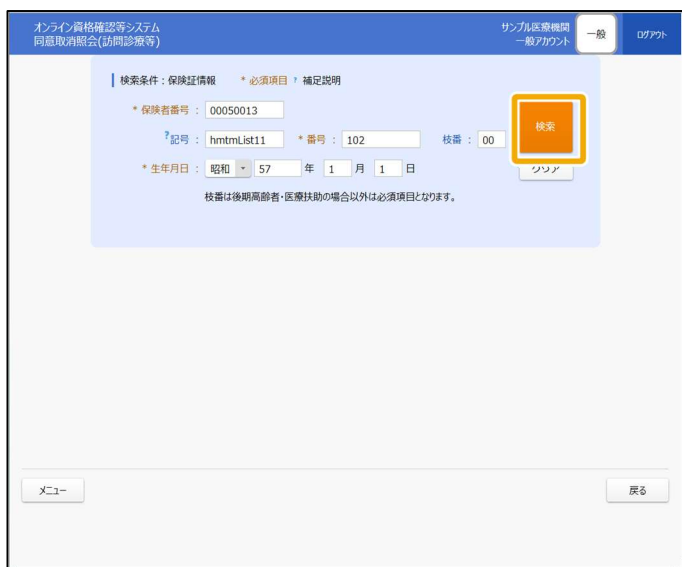 オンライン資格確認等システム
同意取消照会(訪問診療等)
サンプル医療機関
一般アカウント
一般
ログアウト
検索条件：保険証情報 * 必須項目 ? 補足説明
* 保険者番号 : 00050013
?記号 : hmtmList11 * 番号 : 102 枝番 : 00
検索
* 生年月日 : 昭和 57 年 1 月 1 日
クリア
枝番は後期高齢者・医療扶助の場合以外は必須項目となります。
メニュー
戻る